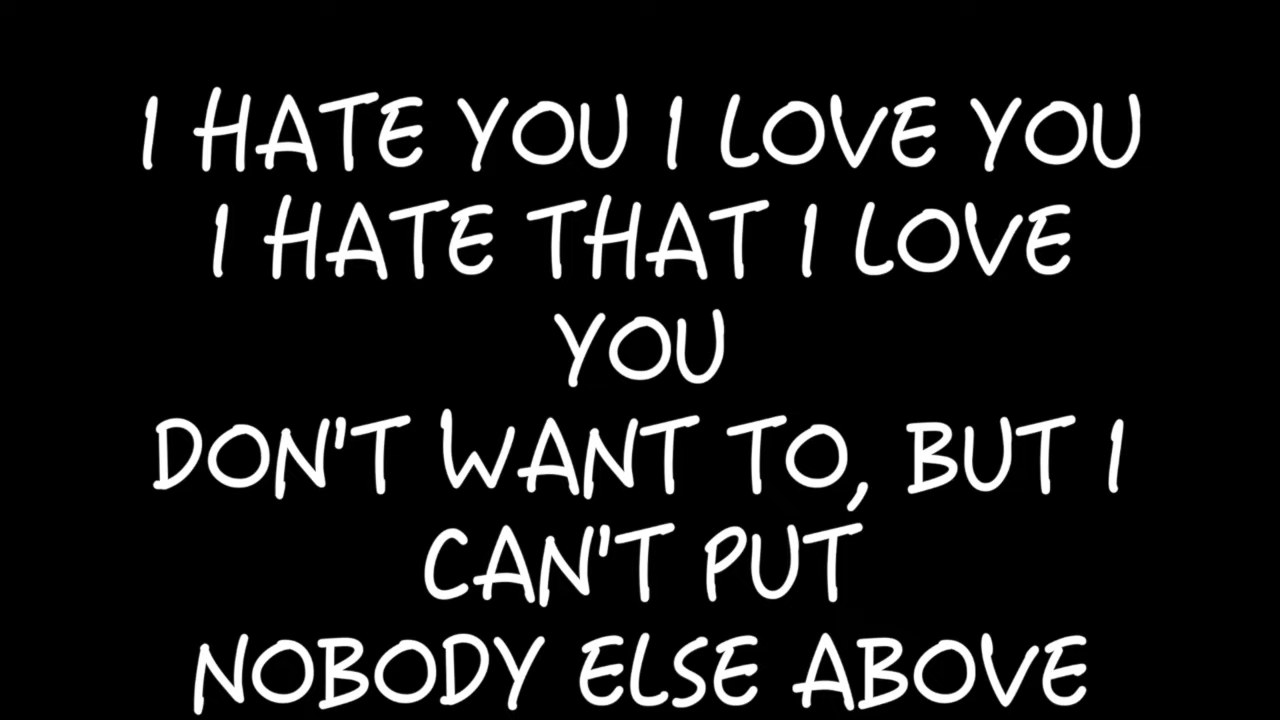 I HATE YOU I LOVE YOU
I HATE THAT I LOVE
YOU
DON'T WANT TO, BUT I
CAN'T PUT
NOBODY ELSE ABOVE